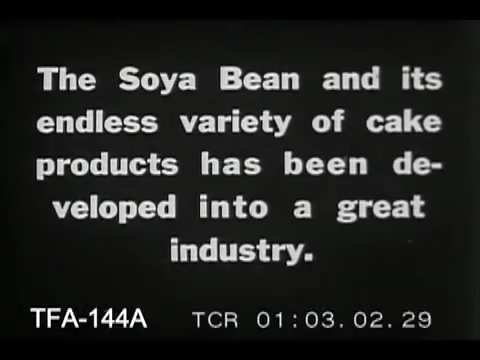 The Soya Bean and its
endless variety of cake
products has been de-
veloped into a great
industry.
TFA-144A TCR 01:03.02.29